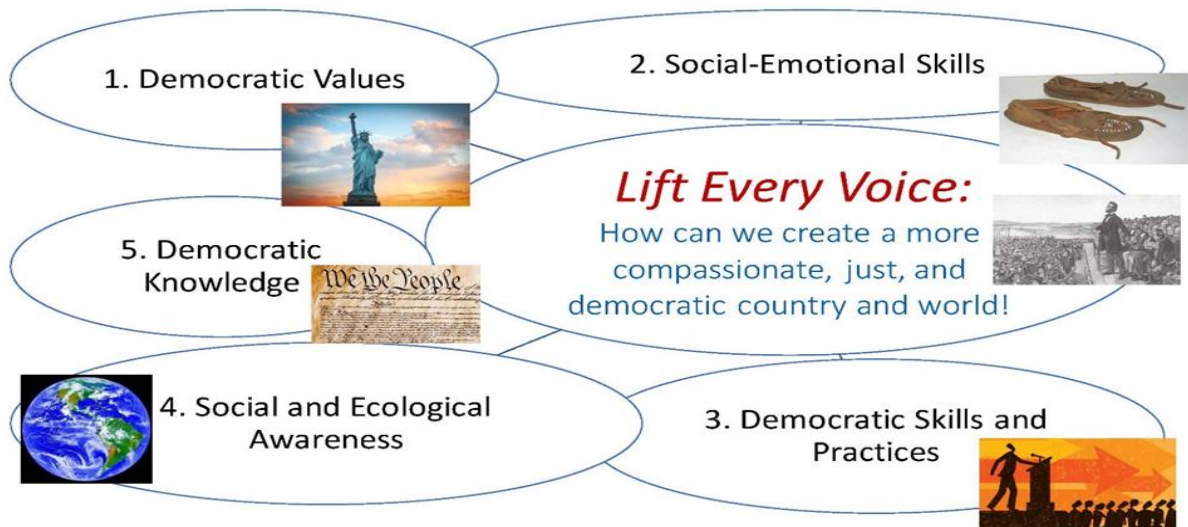 1. Democratic Values
2. Social-Emotional Skills
Lift Every Voice:
How can we create a more
compassionate, just, and
democratic country and world!
5. Democratic
Knowledge
We the People
4. Social and Ecological
Awareness
3. Democratic Skills and
Practices